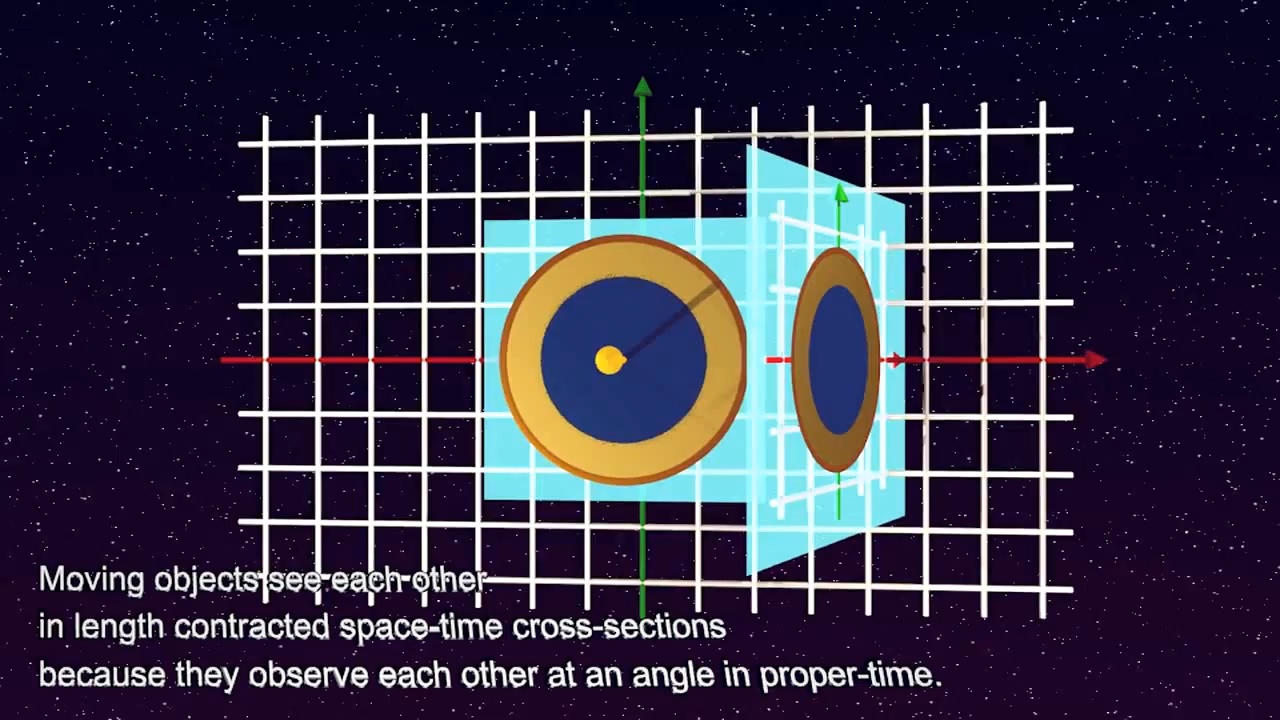 Moving objects see each other
in length contracted space-time cross-sections
because they observe each other at an angle in proper-time.